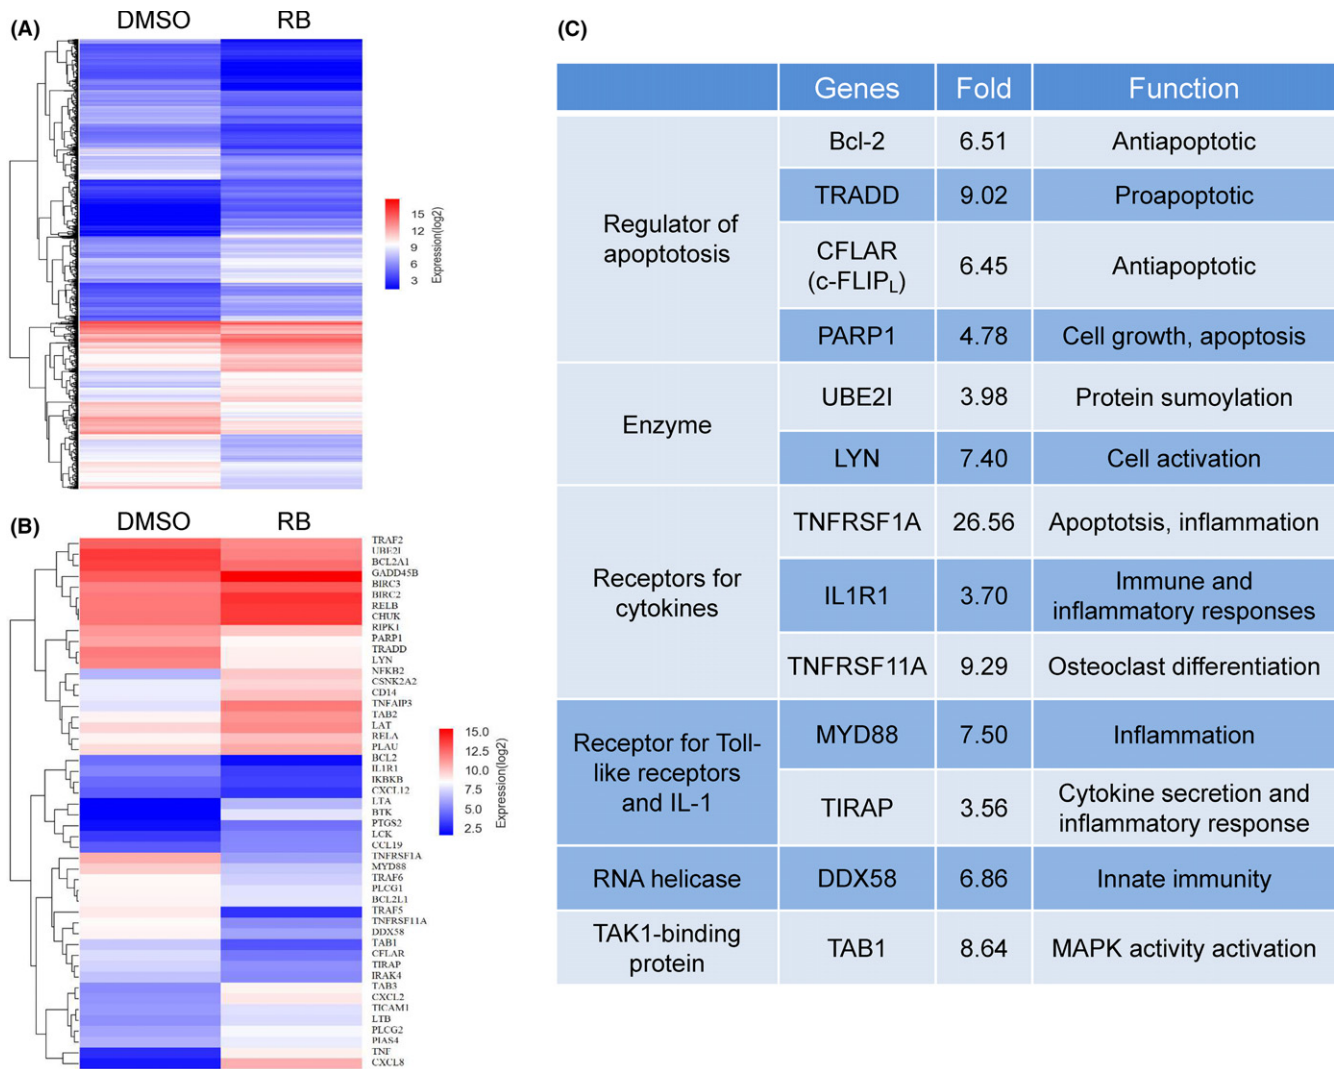 (A)
DMSO RB
15
12
9
6
3
Expression(log2)
(B)
DMSO RB
TRAF2
UBE2I
BCL2A1
GADD45B
BIRC3
BIRC2
RELB
CHUK
RIPK1
PARP1
TRADD
LYN
NFKB2
CSNK2A2
CD14
TNFAIP3
TAB2
LAT
RELA
PLAU
BCL2
IL1R1
IKBKB
CXCL12
LTA
BTK
PTGS2
LCK
CCL19
TNFRSF1A
MYD88
TRAF6
PLCG1
BCL2L1
TRAF5
TNFRSF11A
DDX58
TAB1
CFLAR
TIRAP
IRAK4
TAB3
CXCL2
TICAM1
LTB
PLCG2
PIAS4
TNF
CXCL8
15.0
12.5
10.0
7.5
5.0
2.5
Expression(log2)
(C)
Genes Fold Function
Regulator of
apoptotosis
Bcl-2 6.51 Antiapoptotic
TRADD 9.02 Proapoptotic
CFLAR
(c-FLIPL) 6.45 Antiapoptotic
PARP1 4.78 Cell growth, apoptosis
Enzyme
UBE2I 3.98 Protein sumoylation
LYN 7.40 Cell activation
Receptors for
cytokines
TNFRSF1A 26.56 Apoptotsis, inflammation
IL1R1 3.70 Immune and
inflammatory responses
TNFRSF11A 9.29 Osteoclast differentiation
Receptor for Toll-
like receptors
and IL-1
MYD88 7.50 Inflammation
TIRAP 3.56 Cytokine secretion and
inflammatory response
RNA helicase DDX58 6.86 Innate immunity
TAK1-binding
protein
TAB1 8.64 MAPK activity activation